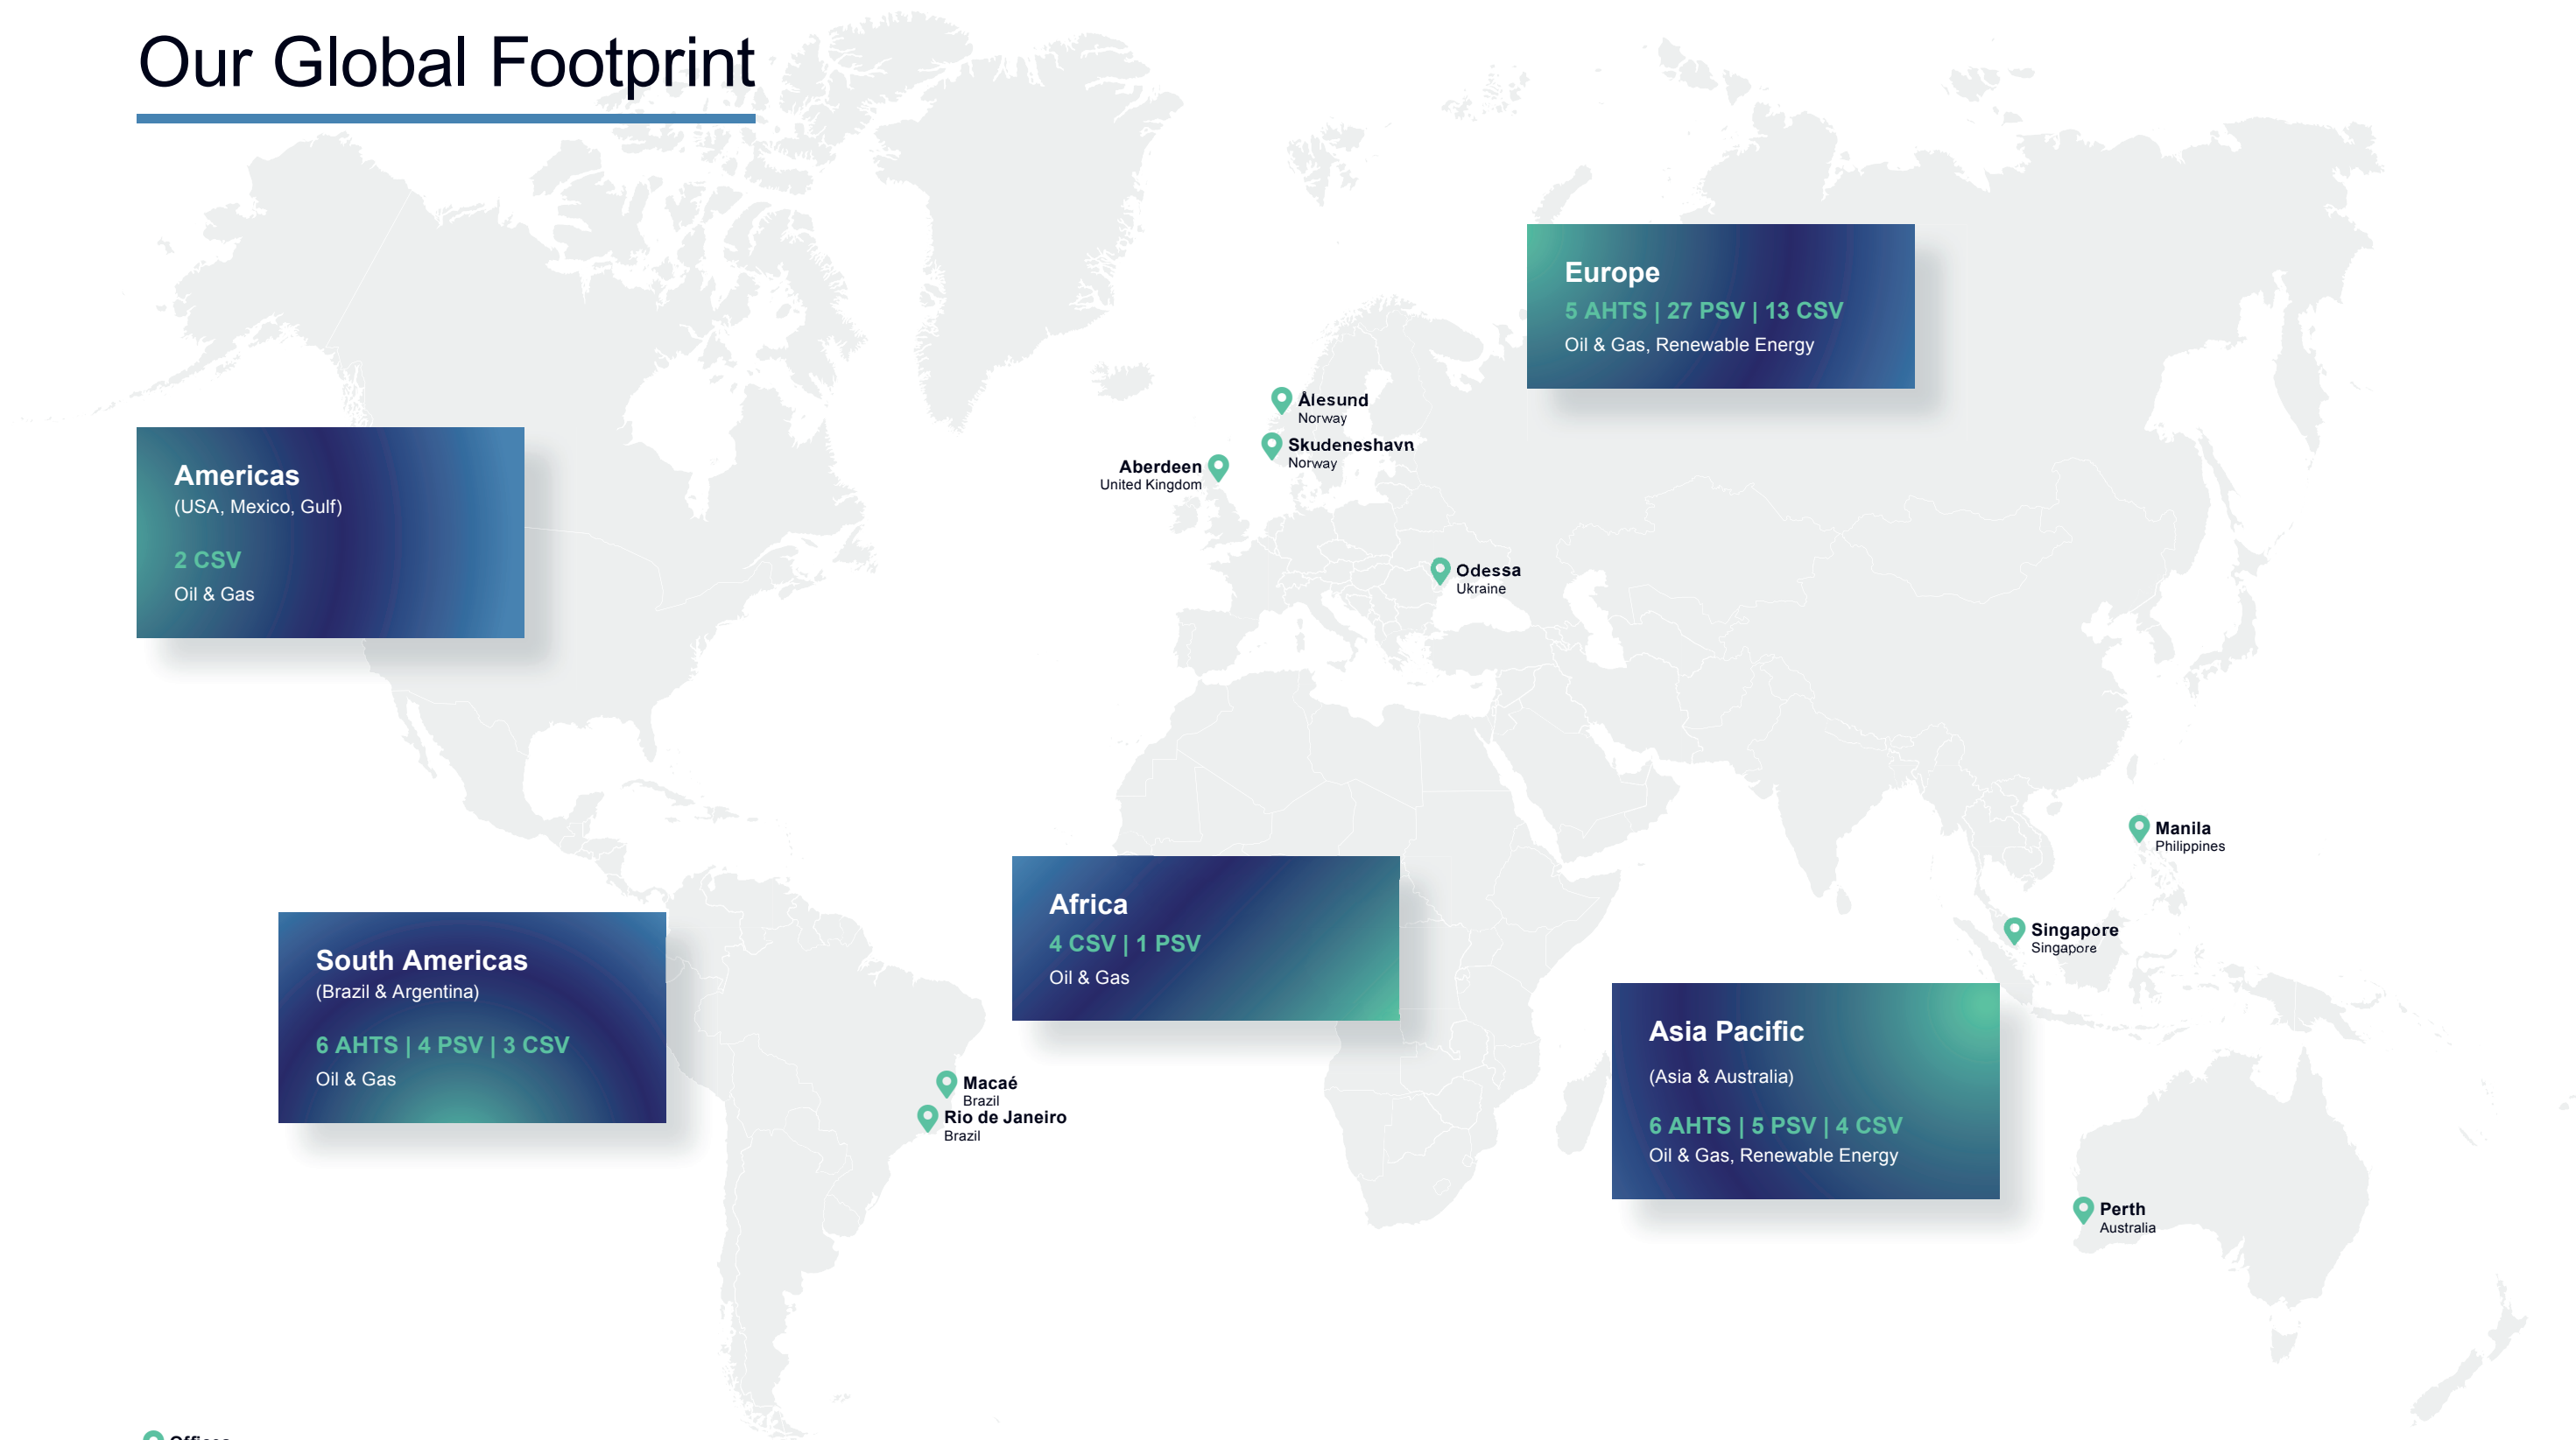 Our Global Footprint
Europe
5 AHTS | 27 PSV | 13 CSV
Oil & Gas, Renewable Energy
Ålesund
Norway
Skudeneshavn
Norway
Aberdeen
United Kingdom
Americas
(USA, Mexico, Gulf)
2 CSV
Oil & Gas
Odessa
Ukraine
Manila
Philippines
Africa
4 CSV | 1 PSV
Oil & Gas
Singapore
Singapore
South Americas
(Brazil & Argentina)
6 AHTS | 4 PSV | 3 CSV
Oil & Gas
Macaé
Brazil
Rio de Janeiro
Brazil
Asia Pacific
(Asia & Australia)
6 AHTS | 5 PSV | 4 CSV
Oil & Gas, Renewable Energy
Perth
Australia
Offices